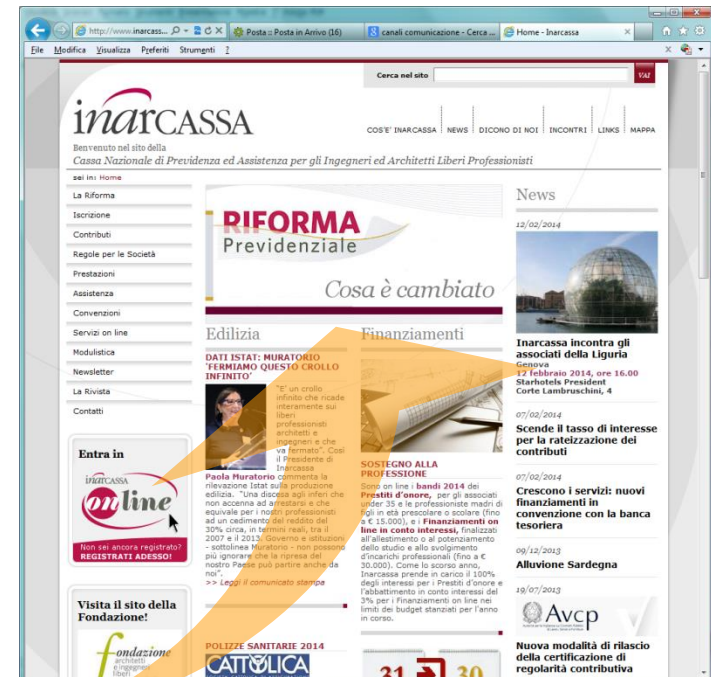 http://www.inarcass...
Posta :: Posta in Arrivo (16)
canali comunicazione - Cerca ...
Home - Inarcassa
File Modifica Visualizza Preferiti Strumenti ?
Cerca nel sito
VAI
inarCASSA
COS'E' INARCASSA NEWS DICONO DI NOI INCONTRI LINKS MAPPA
Benvenuto nel sito della
Cassa Nazionale di Previdenza ed Assistenza per gli Ingegneri ed Architetti Liberi Professionisti
sei in: Home
La Riforma
Iscrizione
Contributi
Regole per le Società
Prestazioni
Assistenza
Convenzioni
Servizi on line
Modulistica
Newsletter
La Rivista
Contatti
Entra in
inarCASSA
on line
Non sei ancora registrato?
REGISTRATI ADESSO!
Visita il sito della
Fondazione!
fondazione
architetti
e ingegneri
liberi
RIFORMA
Previdenziale
Cosa è cambiato
Edilizia
DATI ISTAT: MURATORIO
'FERMIAMO QUESTO CROLLO
INFINITO'
"E' un crollo
infinito che ricade
interamente sui
liberi
professionisti
architetti e
ingegneri e che
va fermato". Così
il Presidente di
Inarcassa
Paola Muratorio commenta la
rilevazione Istat sulla produzione
edilizia. "Una discesa agli inferi che
non accenna ad arrestarsi e che
equivale per i nostri professionisti
ad un cedimento del reddito del
30% circa, in termini reali, tra il
2007 e il 2013. Governo e istituzioni
- sottolinea Muratorio - non possono
più ignorare che la ripresa del
nostro Paese può partire anche da
noi".
>> Leggi il comunicato stampa
POLIZZE SANITARIE 2014
CATTOLICA
Finanziamenti
SOSTEGNO ALLA
PROFESSIONE
Sono on line i bandi 2014 dei
Prestiti d'onore, per gli associati
under 35 e le professioniste madri di
figli in età prescolare o scolare (fino
a € 15.000), e i Finanziamenti on
line in conto interessi, finalizzati
all'allestimento o al potenziamento
dello studio e allo svolgimento
d'incarichi professionali (fino a €
30.000). Come lo scorso anno,
Inarcassa prende in carico il 100%
degli interessi per i Prestiti d'onore e
l'abbattimento in conto interessi del
3% per i Finanziamenti on line nei
limiti dei budget stanziati per l'anno
in corso.
31 30
News
12/02/2014
Inarcassa incontra gli
associati della Liguria
Genova
12 febbraio 2014, ore 16.00
Starhotels President
Corte Lambruschini, 4
07/02/2014
Scende il tasso di interesse
per la rateizzazione dei
contributi
07/02/2014
Crescono i servizi: nuovi
finanziamenti in
convenzione con la banca
tesoriera
09/12/2013
Alluvione Sardegna
19/07/2013
Avcp
Nuova modalità di rilascio
della certificazione di
regolarità contributiva